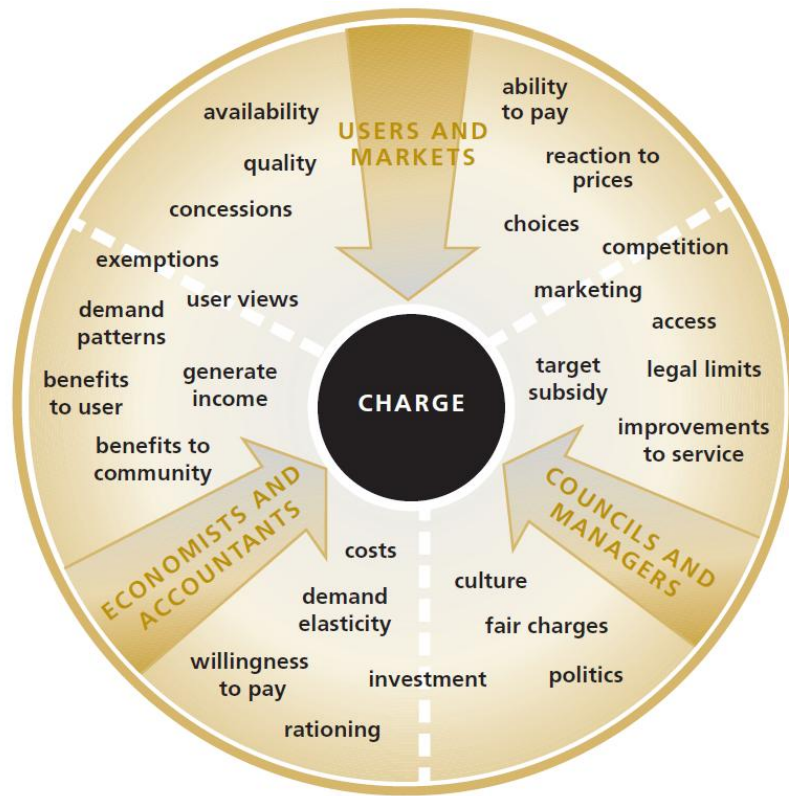 availability
quality
concessions
exemptions
user views
USERS AND
MARKETS
ability
to pay
reaction to
prices
choices
competition
marketing
access
target
subsidy
legal limits
improvements
to service
COUNCILS AND
MANAGERS
culture
fair charges
politics
investment
CHARGE
demand
patterns
benefits
to user
generate
income
benefits to
community
ECONOMISTS AND
ACCOUNTANTS
costs
demand
elasticity
willingness
to pay
rationing